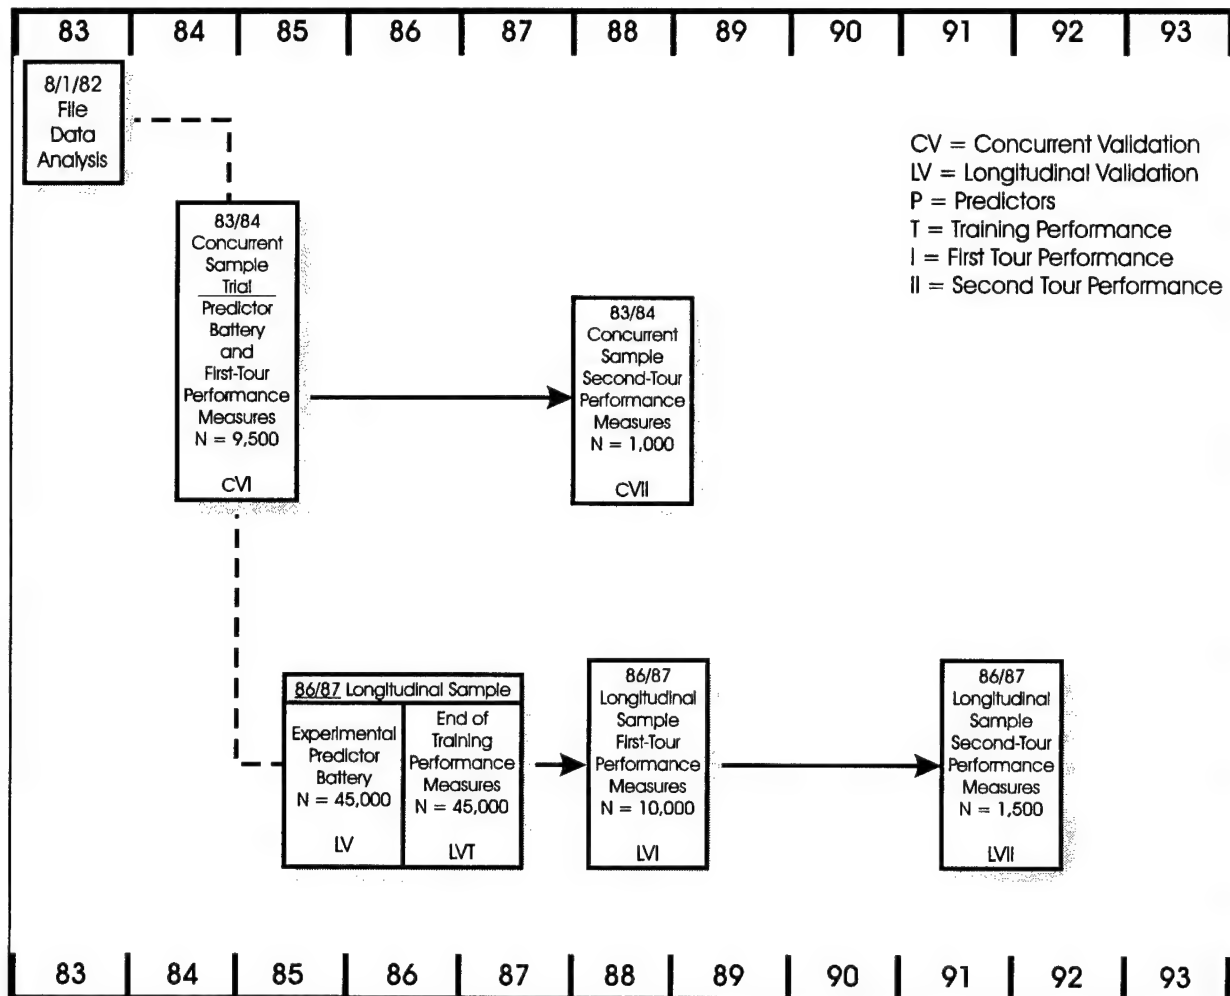 83 84 85 86 87 88 89 90 91 92 93
8/1/82
File
Data
Analysis
CV = Concurrent Validation
LV = Longitudinal Validation
P = Predictors
T = Training Performance
I = First Tour Performance
II = Second Tour Performance
83/84
Concurrent
Sample
Trial
Predictor
Battery
and
First-Tour
Performance
Measures
N = 9,500
CVI
83/84
Concurrent
Sample
Second-Tour
Performance
Measures
N = 1,000
CVII
86/87 Longitudinal Sample
Experimental
Predictor
Battery
N = 45,000
LV
End of
Training
Performance
Measures
N = 45,000
LVT
86/87
Longitudinal
Sample
First-Tour
Performance
Measures
N = 10,000
LVI
86/87
Longitudinal
Sample
Second-Tour
Performance
Measures
N = 1,500
LVII
83 84 85 86 87 88 89 90 91 92 93